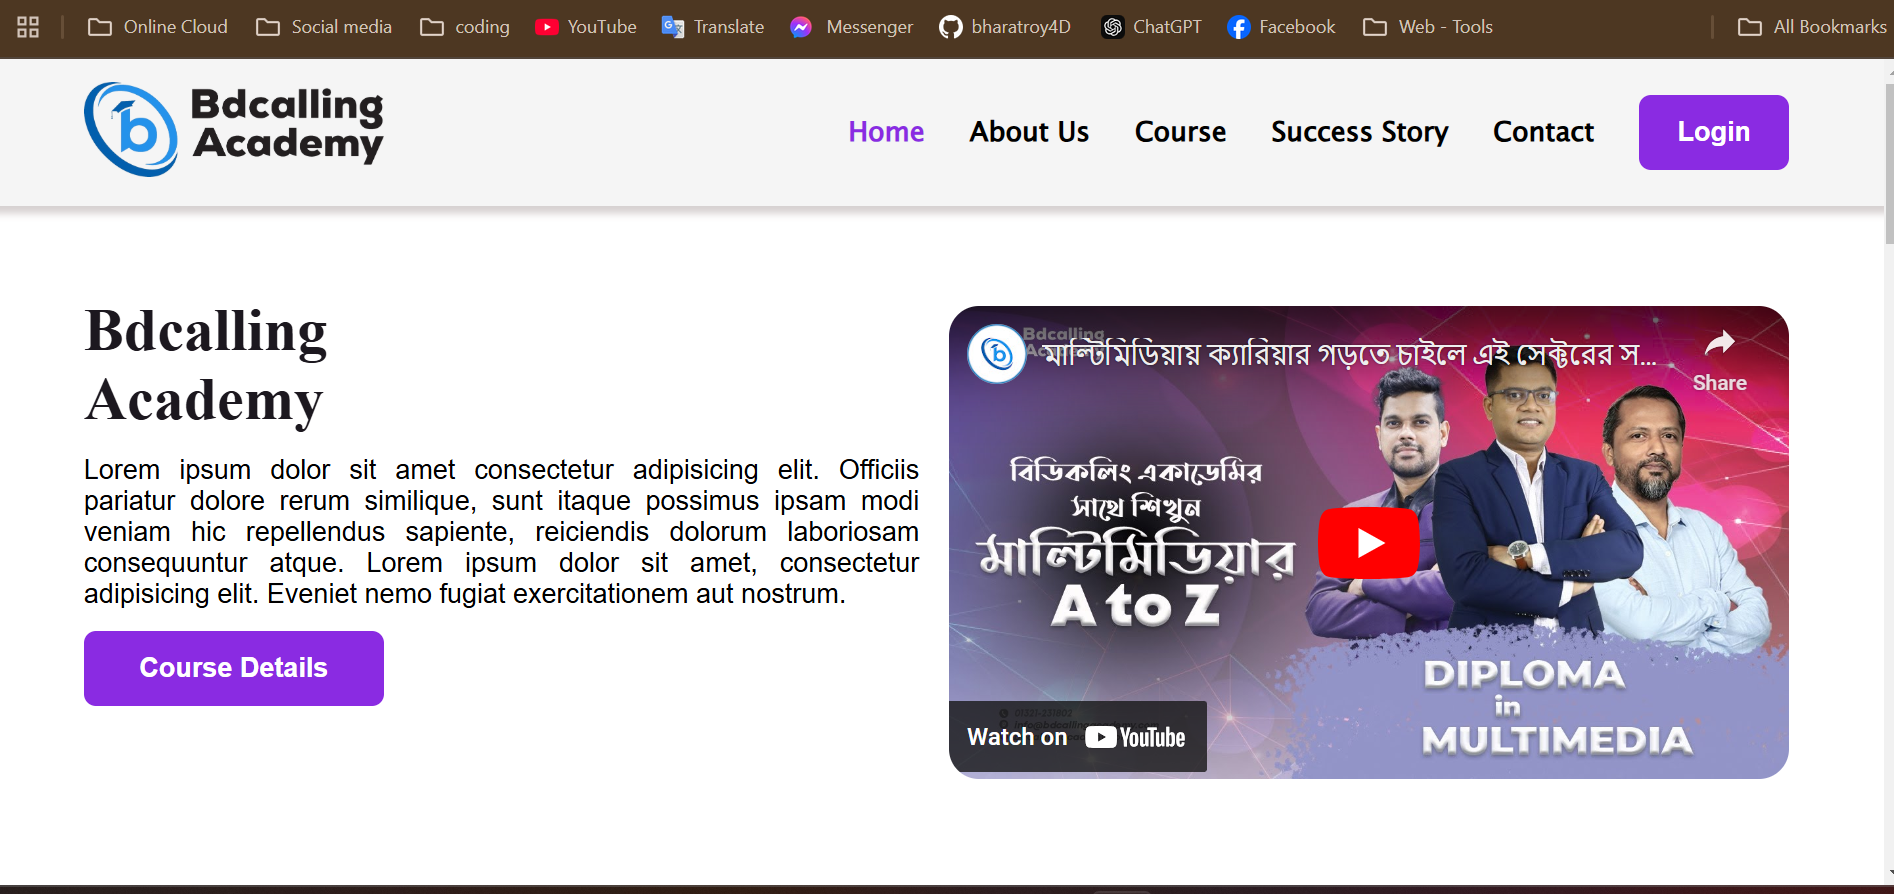 Online Cloud
Social media
coding
YouTube
Translate
Messenger
bharatroy4D
ChatGPT
Facebook
Web - Tools
All Bookmarks
Bdcalling
Academy
Home
About Us
Course
Success Story
Contact
Login
Bdcalling
Academy
Lorem ipsum dolor sit amet consectetur adipisicing elit. Officiis
pariatur dolore rerum similique, sunt itaque possimus ipsam modi
veniam hic repellendus sapiente, reiciendis dolorum laboriosam
consequuntur atque. Lorem ipsum dolor sit amet, consectetur
adipisicing elit. Eveniet nemo fugiat exercitationem aut nostrum.
Course Details
Bdcalling
মাল্টিমিডিয়ায় ক্যারিয়ার গড়তে চাইলে এই সেক্টরের স...
Share
বিডিকলিং একাডেমির
সাথে শিখুন
মাল্টিমিডিয়ার
A to Z
DIPLOMA
in
MULTIMEDIA
Watch on YouTube